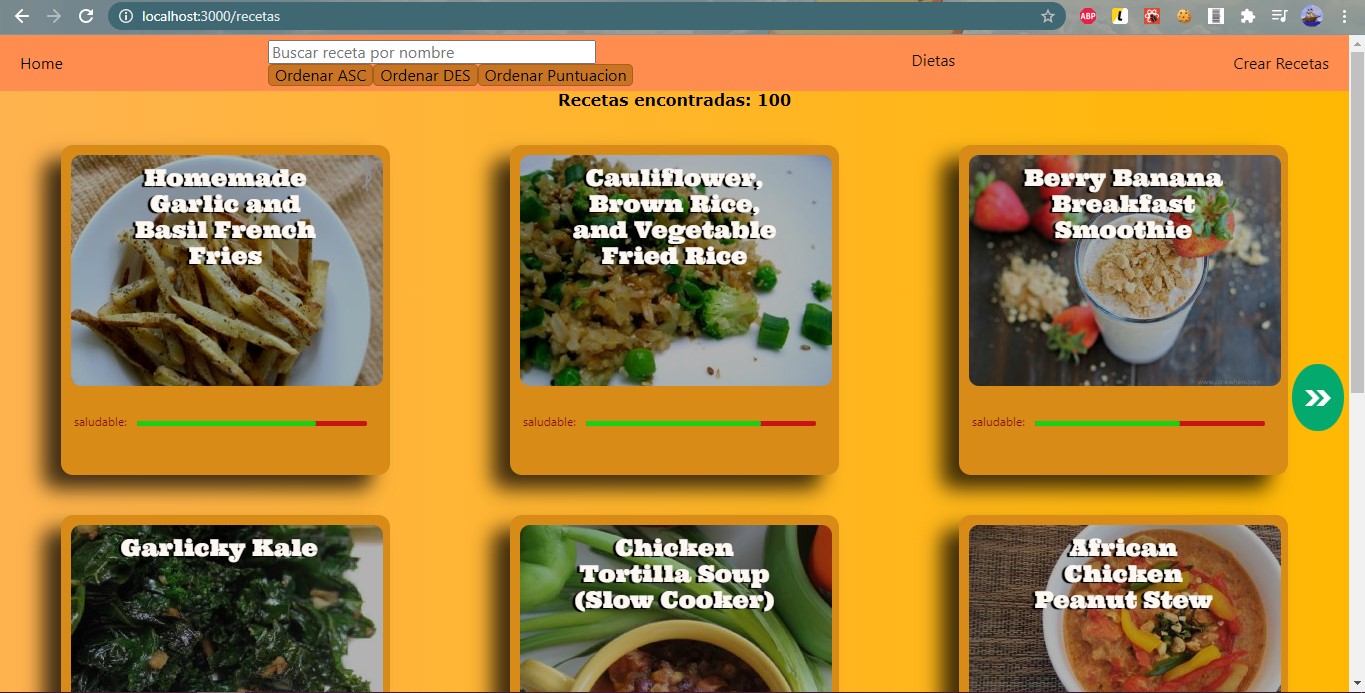 localhost:3000/recetas
ABP
L
Home
Buscar receta por nombre
Ordenar ASC Ordenar DES Ordenar Puntuacion
Dietas
Crear Recetas
Recetas encontradas: 100
Homemade
Garlic and
Basil French
Fries
saludable:
Cauliflower,
Brown Rice,
and Vegetable
Fried Rice
saludable:
Berry Banana
Breakfast
Smoothie
saludable:
Garlicky Kale
Chicken
Tortilla Soup
(Slow Cooker)
African
Chicken
Peanut Stew